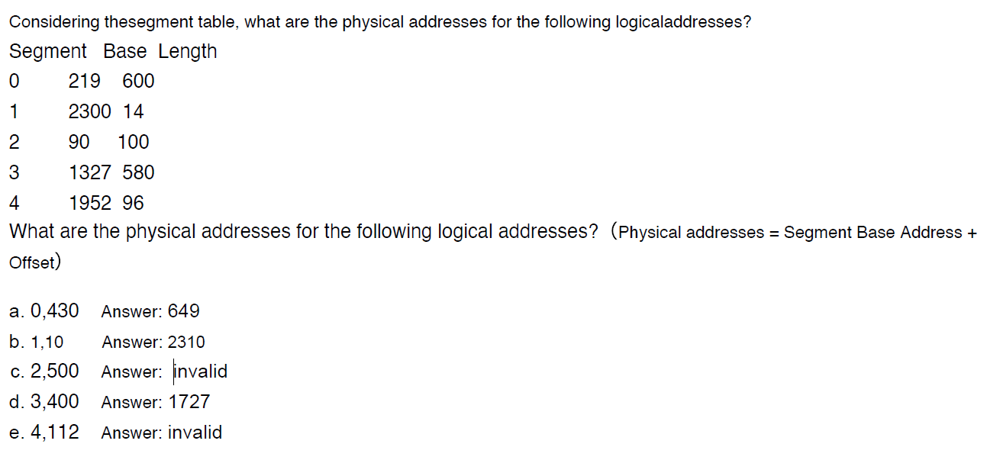 Considering thesegment table, what are the physical addresses for the following logicaladdresses?
Segment Base Length
0 219 600
1 2300 14
2 90 100
3 1327 580
4 1952 96
What are the physical addresses for the following logical addresses?（Physical addresses = Segment Base Address +
Offset）
a. 0,430 Answer: 649
b. 1,10 Answer: 2310
c. 2,500 Answer: invalid
d. 3,400 Answer: 1727
e. 4,112 Answer: invalid